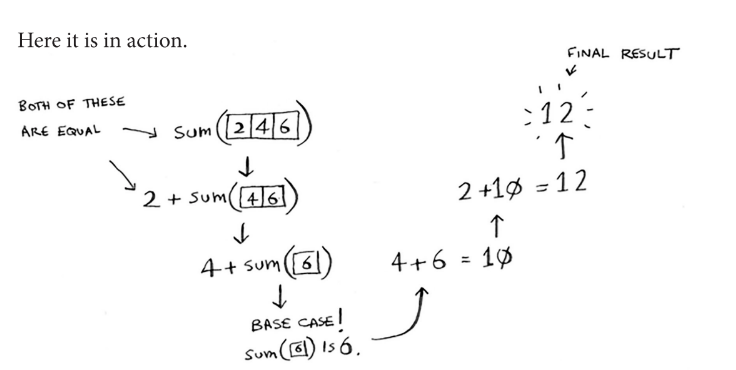 Here it is in action.
BOTH OF THESE
ARE EQUAL
sum([2|4|6])
2 + sum([4|6])
4 + sum([6])
BASE CASE!
sum([6]) IS 6.
4+6 = 10
2+10 = 12
12
FINAL RESULT